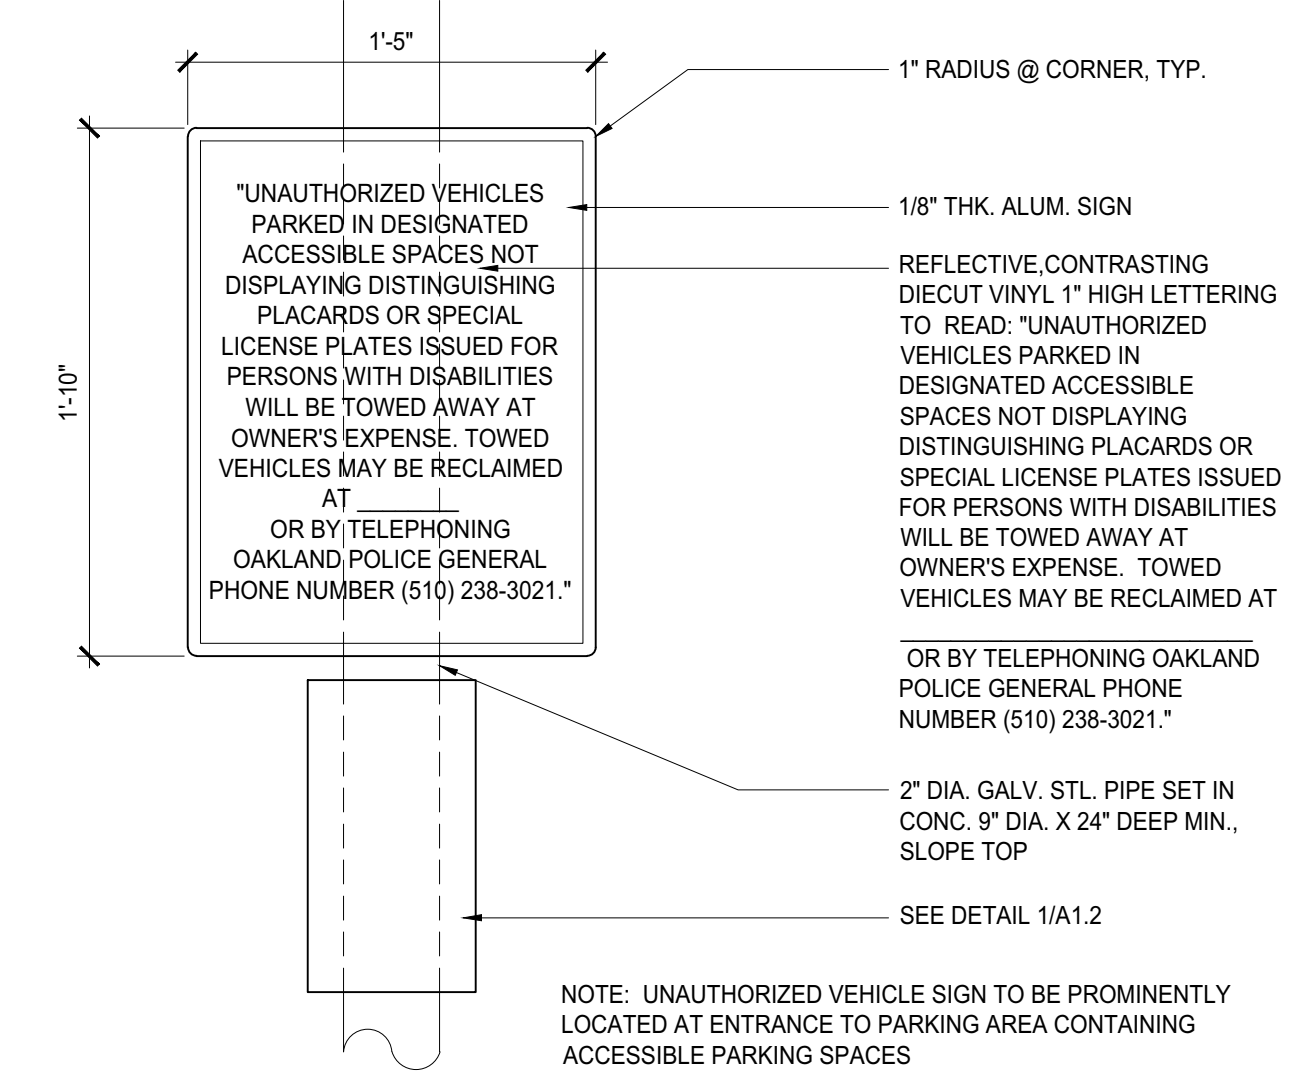 1'-5"
1" RADIUS @ CORNER, TYP.
1'-10"
"UNAUTHORIZED VEHICLES
PARKED IN DESIGNATED
ACCESSIBLE SPACES NOT
DISPLAYING DISTINGUISHING
PLACARDS OR SPECIAL
LICENSE PLATES ISSUED FOR
PERSONS WITH DISABILITIES
WILL BE TOWED AWAY AT
OWNER'S EXPENSE. TOWED
VEHICLES MAY BE RECLAIMED
AT ________
OR BY TELEPHONING
OAKLAND POLICE GENERAL
PHONE NUMBER (510) 238-3021."
1/8" THK. ALUM. SIGN
REFLECTIVE,CONTRASTING
DIECUT VINYL 1" HIGH LETTERING
TO READ: "UNAUTHORIZED
VEHICLES PARKED IN
DESIGNATED ACCESSIBLE
SPACES NOT DISPLAYING
DISTINGUISHING PLACARDS OR
SPECIAL LICENSE PLATES ISSUED
FOR PERSONS WITH DISABILITIES
WILL BE TOWED AWAY AT
OWNER'S EXPENSE. TOWED
VEHICLES MAY BE RECLAIMED AT
____________________________
OR BY TELEPHONING OAKLAND
POLICE GENERAL PHONE
NUMBER (510) 238-3021."
2" DIA. GALV. STL. PIPE SET IN
CONC. 9" DIA. X 24" DEEP MIN.,
SLOPE TOP
SEE DETAIL 1/A1.2
NOTE: UNAUTHORIZED VEHICLE SIGN TO BE PROMINENTLY
LOCATED AT ENTRANCE TO PARKING AREA CONTAINING
ACCESSIBLE PARKING SPACES